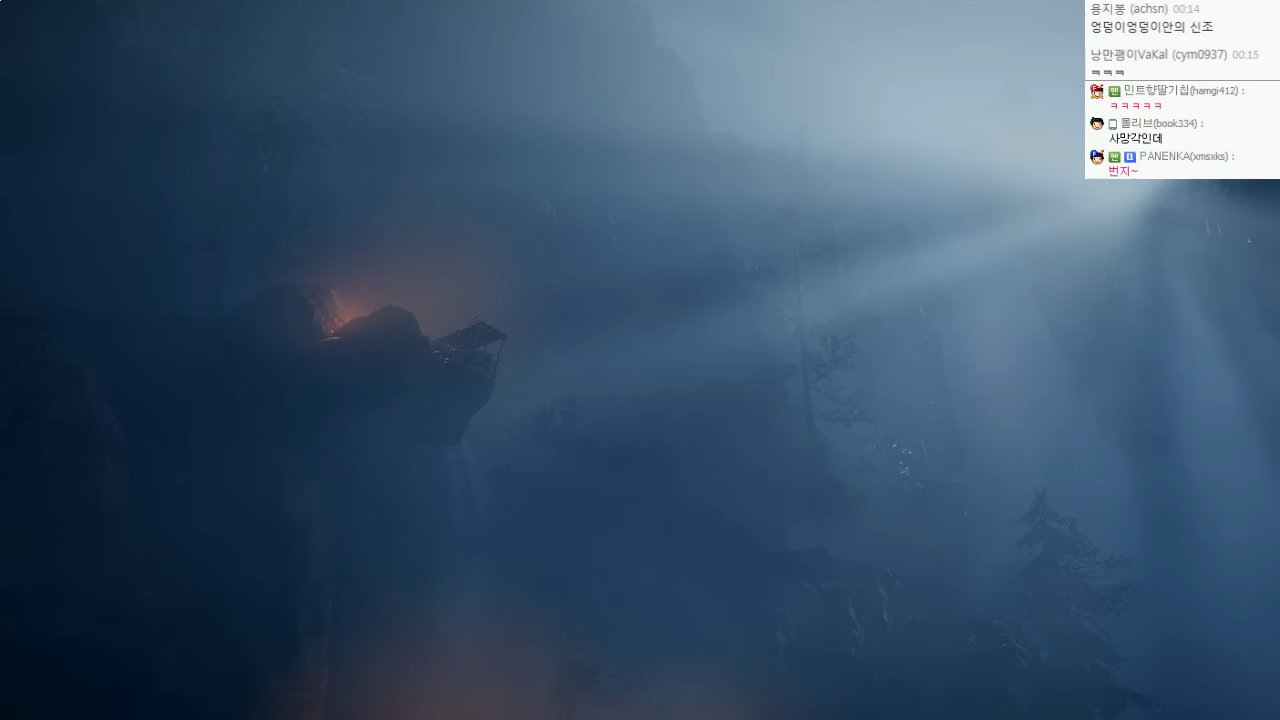 용지봉 (achsn) 00:14
엉덩이엉덩이안의 신조
낭만괭이VaKal (cym0937) 00:15
ㅋㅋㅋ
팬 민트향딸기칩(hamgi412) :
ㅋㅋㅋㅋㅋ
몰리브(book334) :
사망각인데
팬 PANENKA(xmsxks) :
번지~